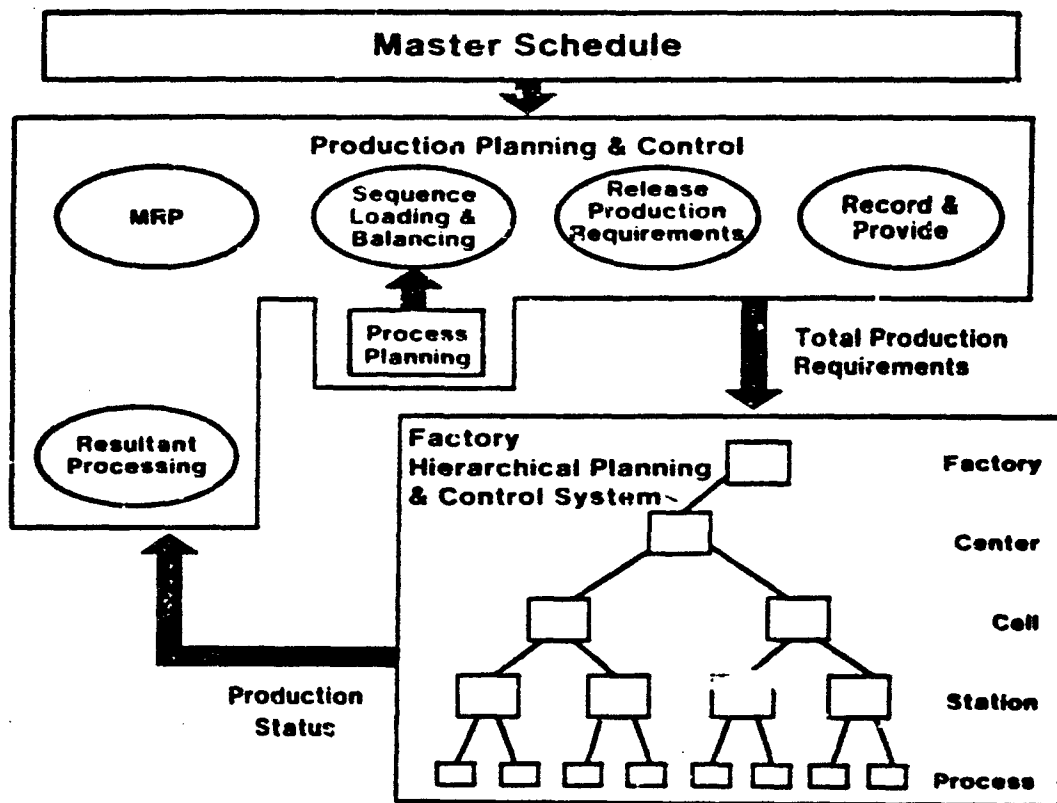 Master Schedule
Production Planning & Control
MRP
Sequence
Loading &
Balancing
Release
Production
Requirements
Record &
Provide
Process
Planning
Total Production
Requirements
Resultant
Processing
Factory
Hierarchical Planning
& Control System
Factory
Center
Cell
Station
Process
Production
Status